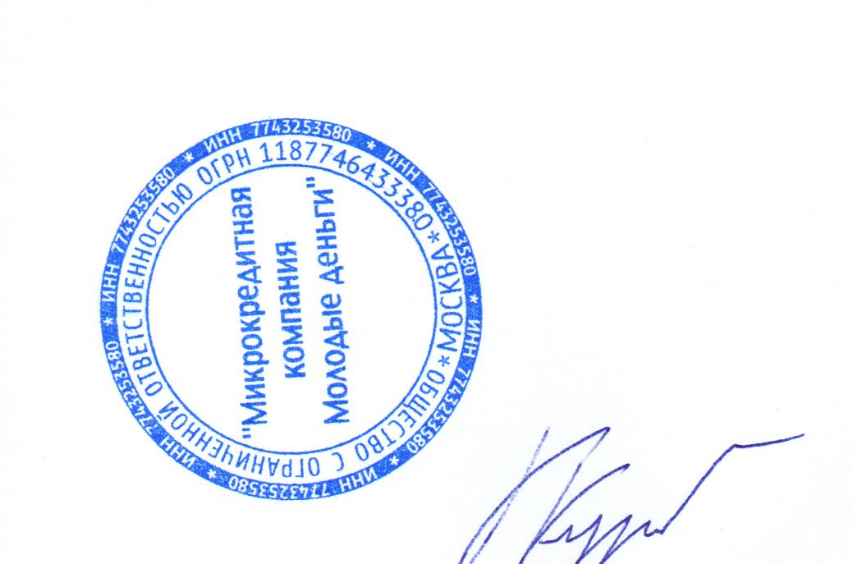 ИНН 7743253580 * ИНН 7743253580 * ИНН 7743253580 * ИНН 7743253580 * ИНН 7743253580 * ИНН 7743253580 *
ОБЩЕСТВО С ОГРАНИЧЕННОЙ ОТВЕТСТВЕННОСТЬЮ ОГРН 1187746433380 * МОСКВА *
"Микрокредитная
компания
Молодые деньги"